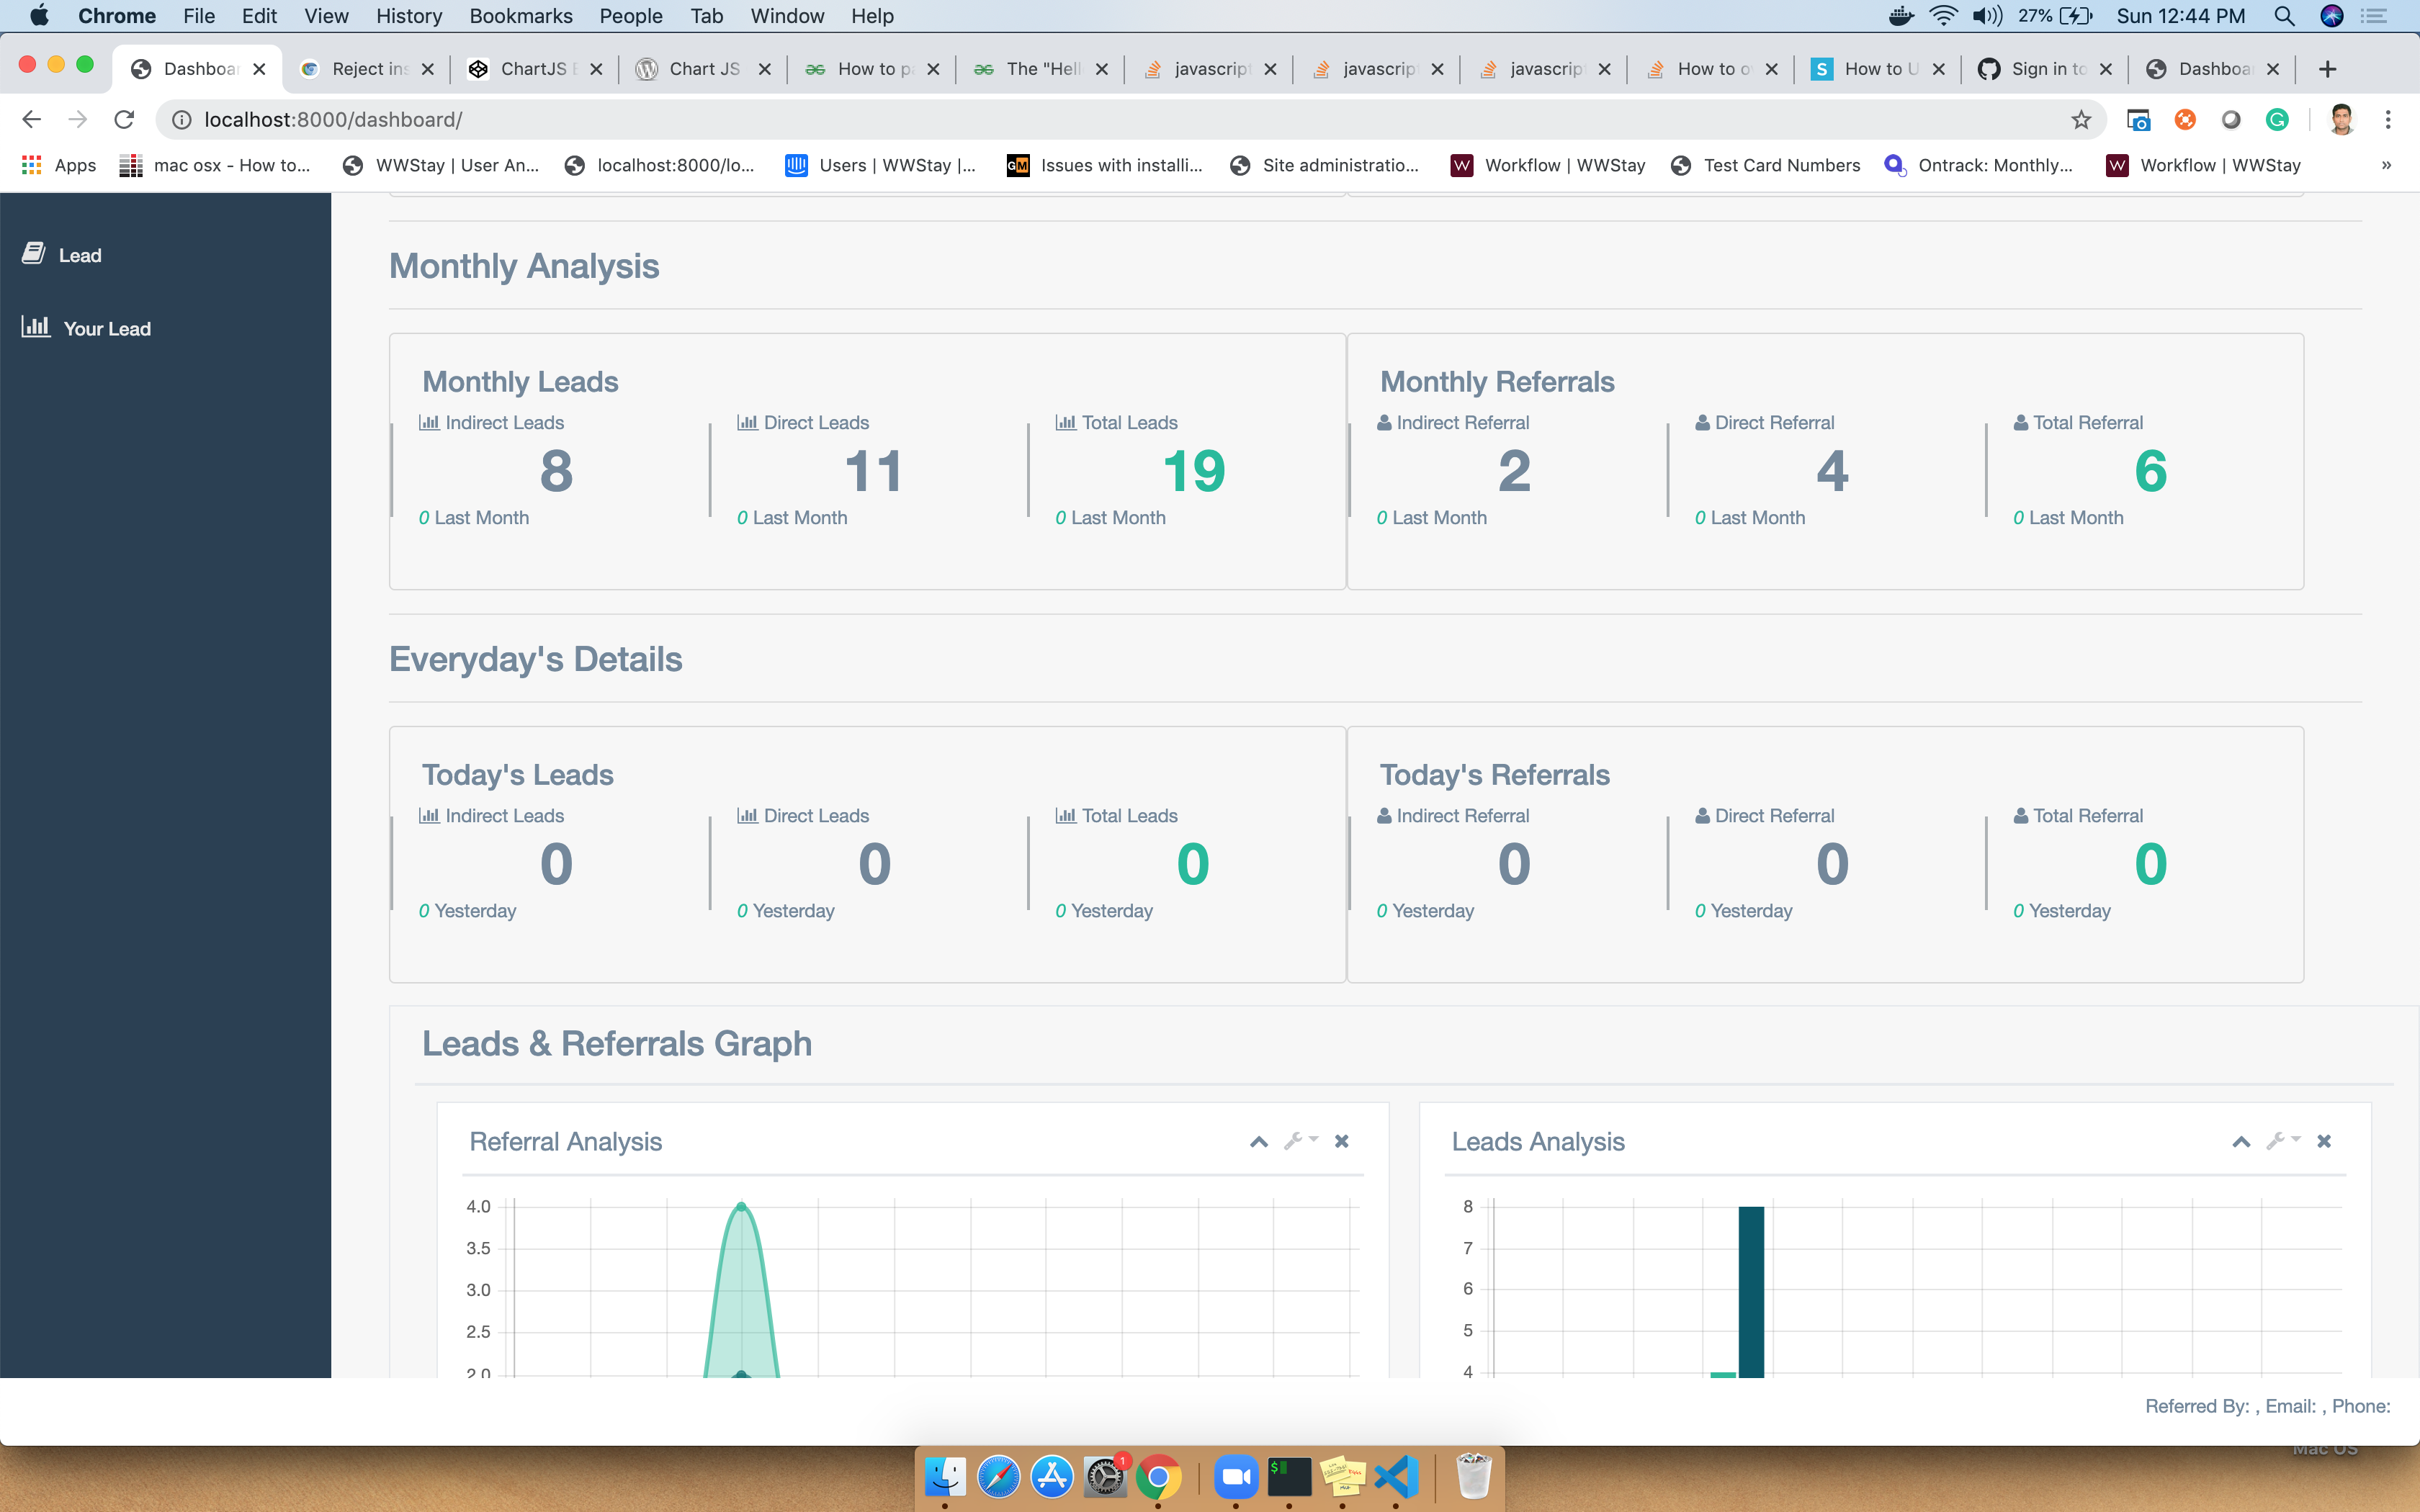 Chrome File Edit View History Bookmarks People Tab Window Help 27% Sun 12:44 PM
Dashboar Reject ins ChartJS Chart JS How to p The "Hell javascrip javascrip javascrip How to o How to U Sign in to Dashboa
localhost:8000/dashboard/
Apps mac osx - How to... WWStay | User An... localhost:8000/lo... Users | WWStay |... GM Issues with installi... Site administratio... W Workflow | WWStay Test Card Numbers Ontrack: Monthly... W Workflow | WWStay »
Lead
Your Lead
Monthly Analysis
Monthly Leads
Indirect Leads Direct Leads Total Leads
8 11 19
0 Last Month 0 Last Month 0 Last Month
Monthly Referrals
Indirect Referral Direct Referral Total Referral
2 4 6
0 Last Month 0 Last Month 0 Last Month
Everyday's Details
Today's Leads
Indirect Leads Direct Leads Total Leads
0 0 0
0 Yesterday 0 Yesterday 0 Yesterday
Today's Referrals
Indirect Referral Direct Referral Total Referral
0 0 0
0 Yesterday 0 Yesterday 0 Yesterday
Leads & Referrals Graph
Referral Analysis
4.0
3.5
3.0
2.5
2.0
Leads Analysis
8
7
6
5
4
Referred By: , Email: , Phone:
Mac OS
1